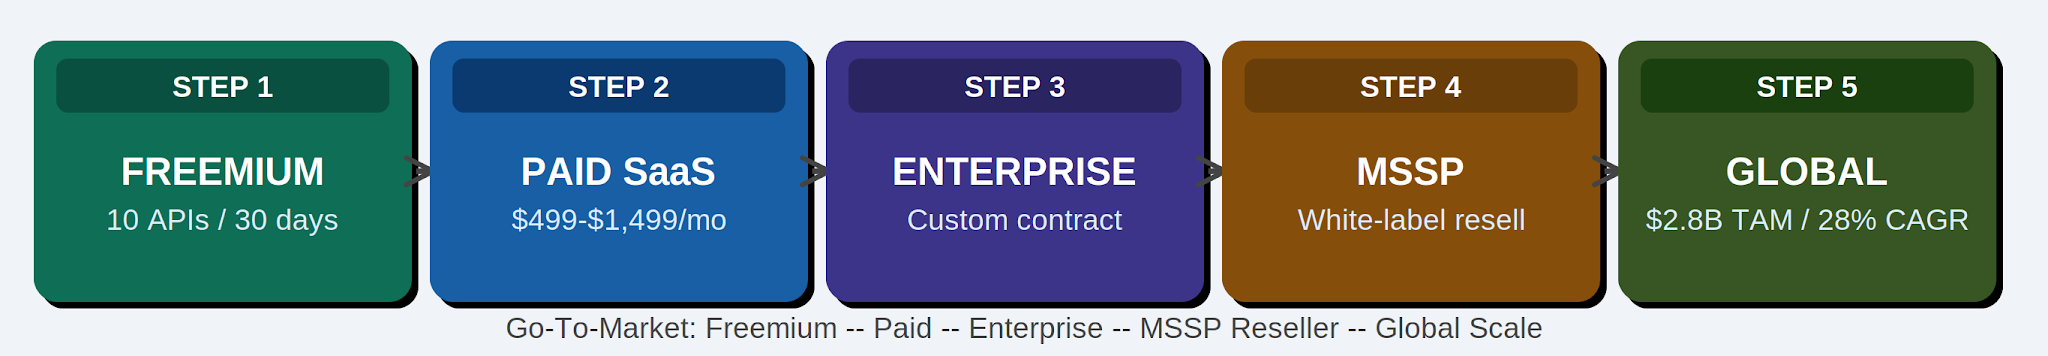 STEP 1
FREEMIUM
10 APIs / 30 days
STEP 2
PAID SaaS
$499-$1,499/mo
STEP 3
ENTERPRISE
Custom contract
STEP 4
MSSP
White-label resell
STEP 5
GLOBAL
$2.8B TAM / 28% CAGR
Go-To-Market: Freemium -- Paid -- Enterprise -- MSSP Reseller -- Global Scale